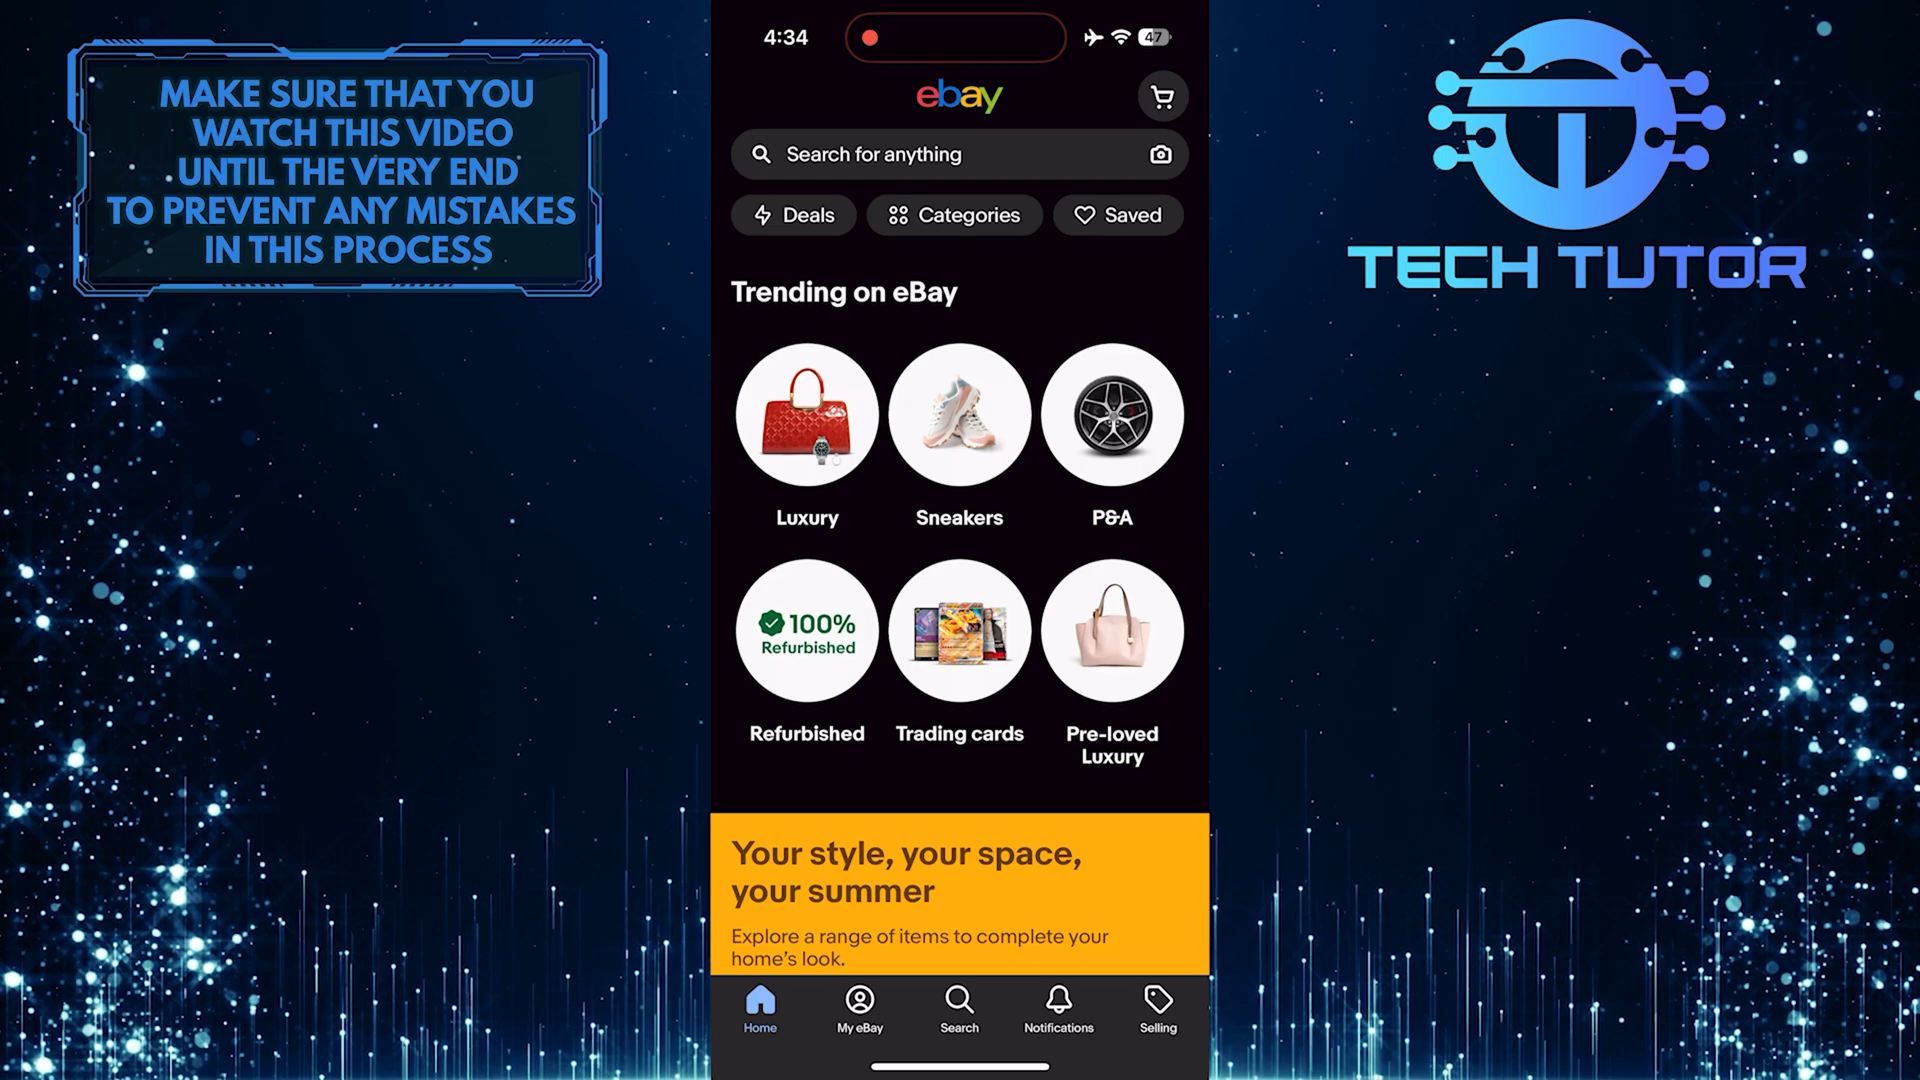 MAKE SURE THAT YOU
WATCH THIS VIDEO
UNTIL THE VERY END
TO PREVENT ANY MISTAKES
IN THIS PROCESS
4:34
47
ebay
Search for anything
Deals
Categories
Saved
Trending on eBay
Luxury
Sneakers
P&A
100%
Refurbished
Refurbished
Trading cards
Pre-loved
Luxury
Your style, your space,
your summer
Explore a range of items to complete your
home's look.
Home
My eBay
Search
Notifications
Selling
TECH TUTOR